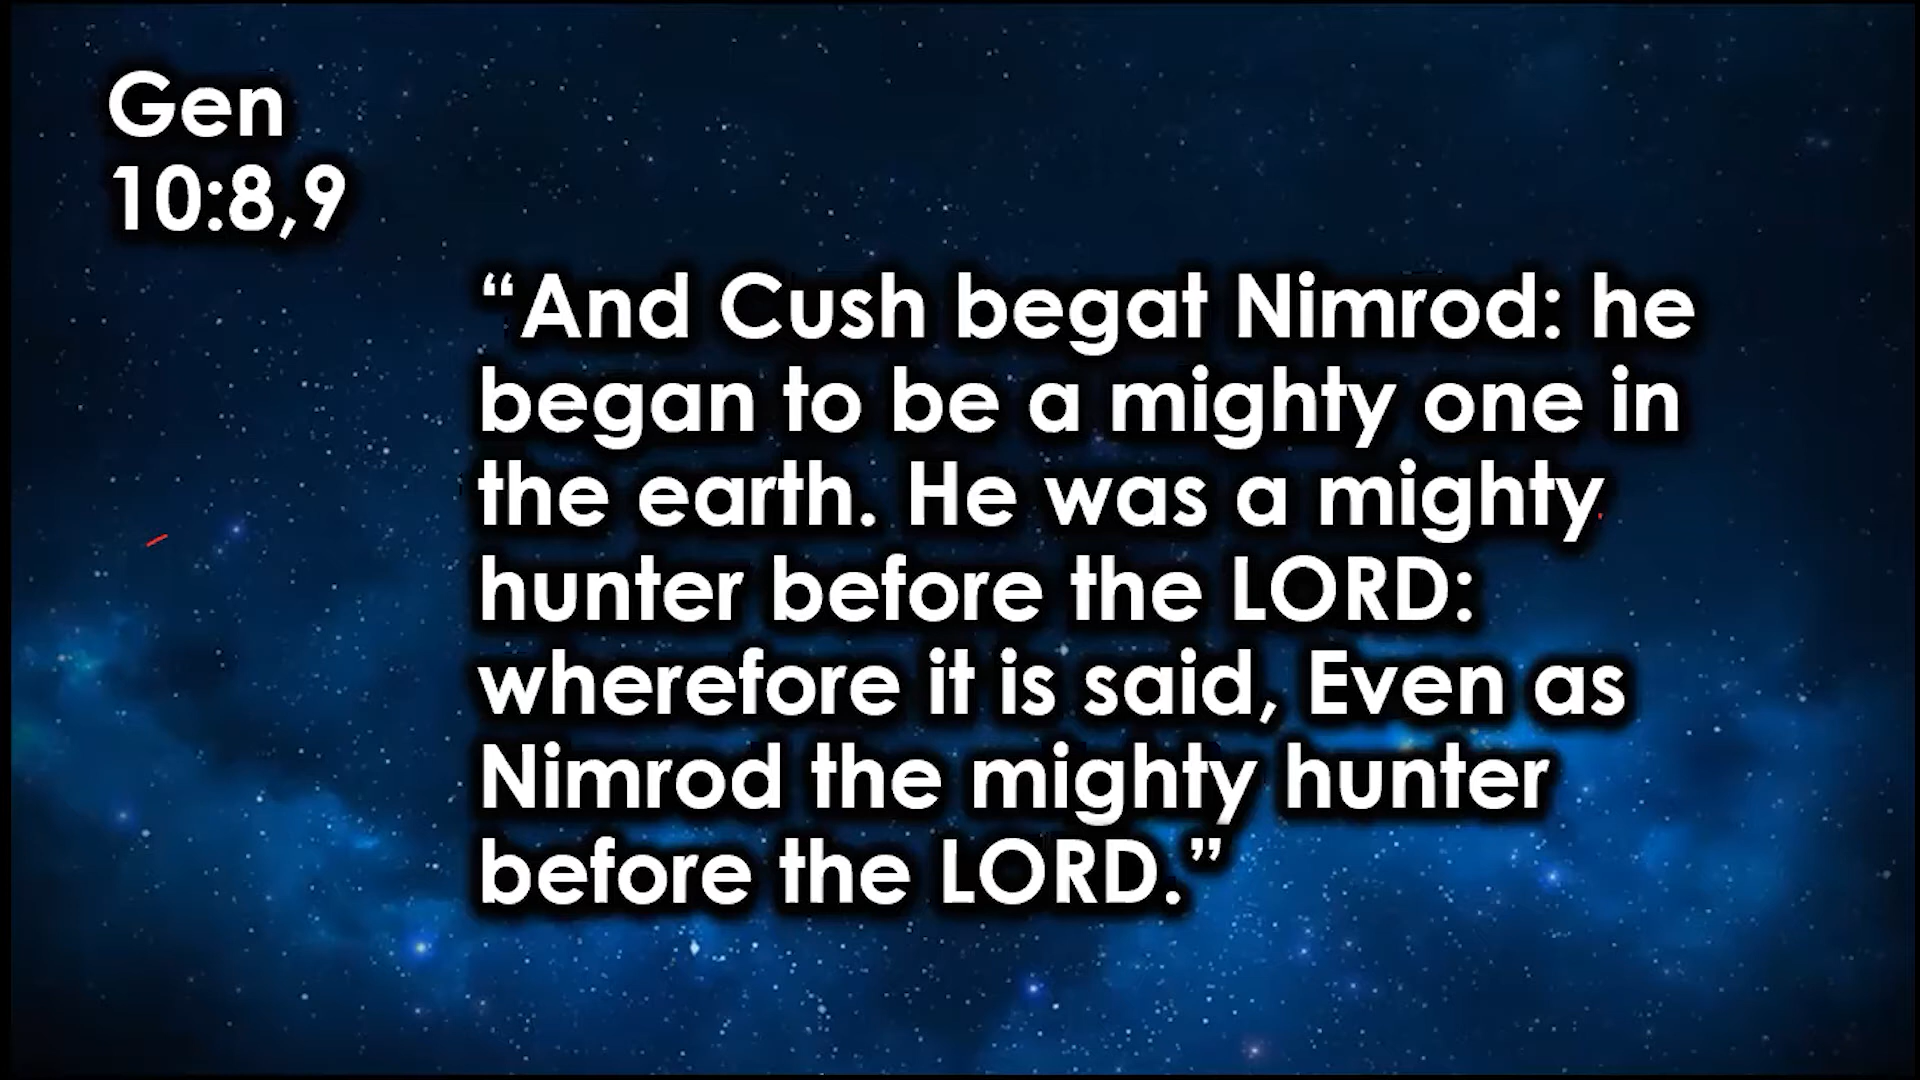 Gen
10:8,9
“And Cush begat Nimrod: he
began to be a mighty one in
the earth. He was a mighty
hunter before the LORD:
wherefore it is said, Even as
Nimrod the mighty hunter
before the LORD.”